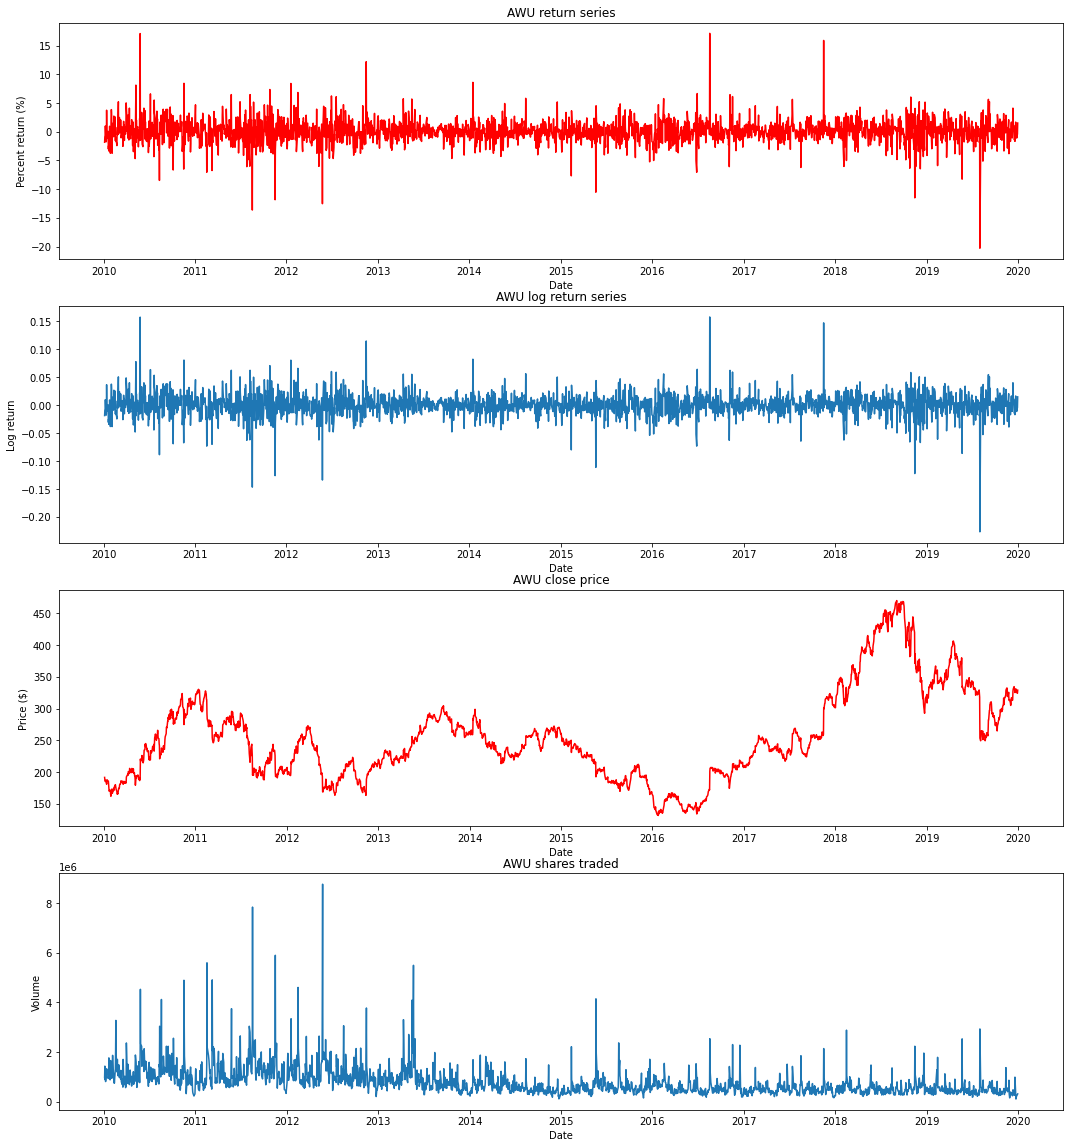 AWU return series
Percent return (%)
15
10
5
0
−5
−10
−15
−20
2010 2011 2012 2013 2014 2015 2016 2017 2018 2019 2020
Date
AWU log return series
Log return
0.15
0.10
0.05
0.00
−0.05
−0.10
−0.15
−0.20
2010 2011 2012 2013 2014 2015 2016 2017 2018 2019 2020
Date
AWU close price
Price ($)
450
400
350
300
250
200
150
2010 2011 2012 2013 2014 2015 2016 2017 2018 2019 2020
Date
AWU shares traded
1e6
Volume
8
6
4
2
0
2010 2011 2012 2013 2014 2015 2016 2017 2018 2019 2020
Date